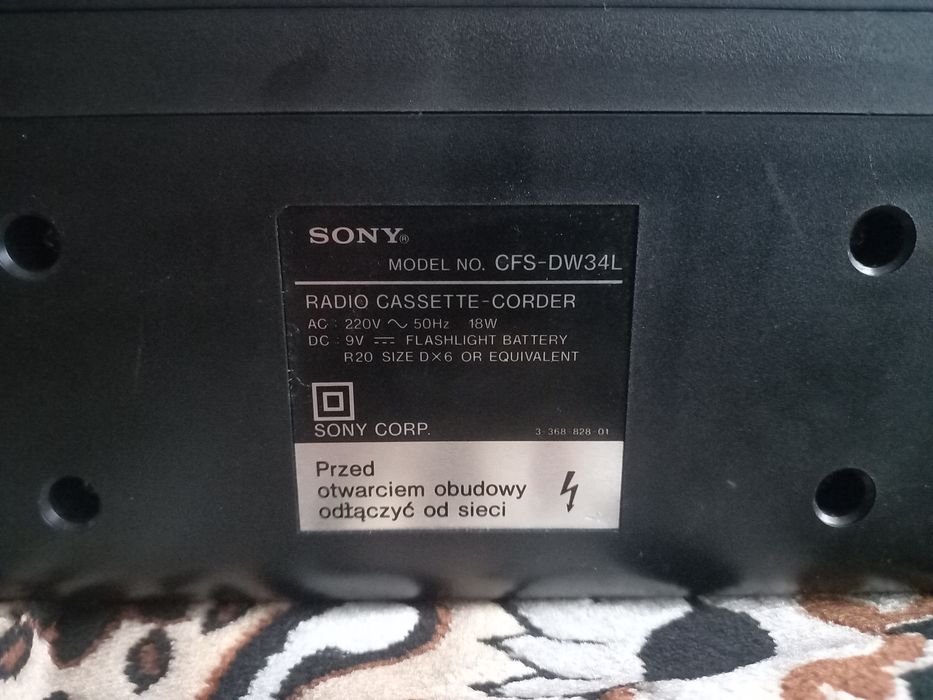 SONY®
MODEL NO. CFS-DW34L
RADIO CASSETTE-CORDER
AC : 220V ∿ 50Hz 18W
DC : 9V ⎓ FLASHLIGHT BATTERY
R20 SIZE D×6 OR EQUIVALENT
SONY CORP.
3-368-828-01
Przed
otwarciem obudowy
odłączyć od sieci